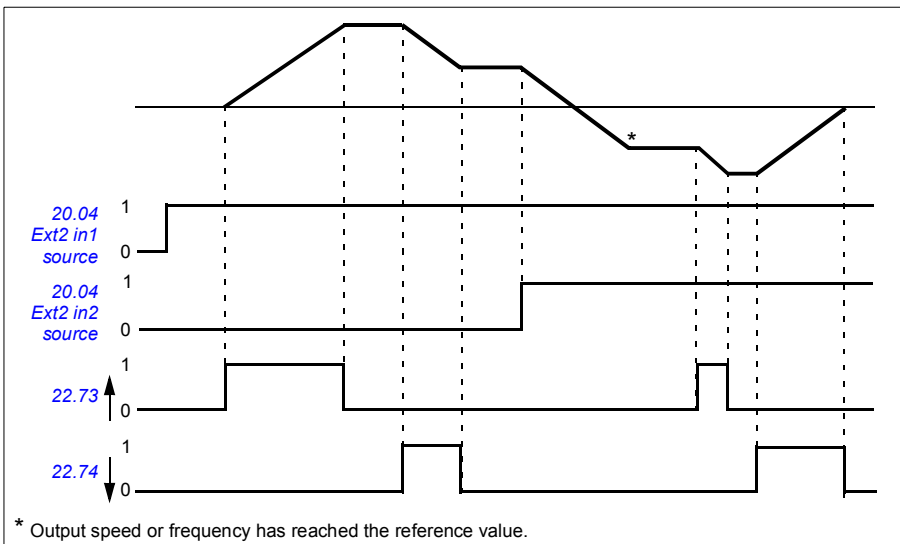 *
20.04
Ext2 in1
source
1
0
20.04
Ext2 in2
source
1
0
22.73
1
0
22.74
1
0
* Output speed or frequency has reached the reference value.